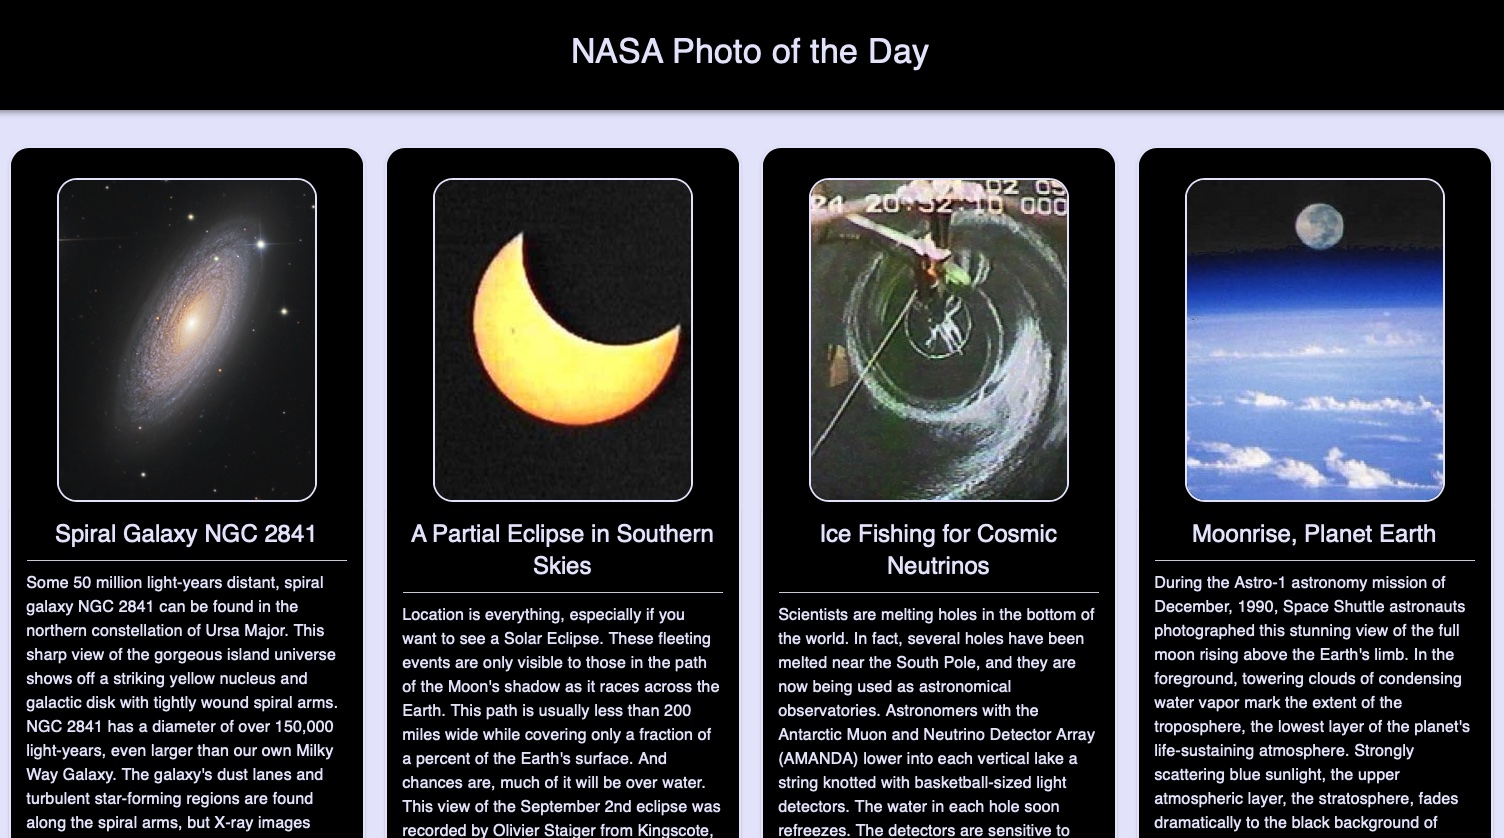 NASA Photo of the Day
24 20:52 10 000
Spiral Galaxy NGC 2841
Some 50 million light-years distant, spiral
galaxy NGC 2841 can be found in the
northern constellation of Ursa Major. This
sharp view of the gorgeous island universe
shows off a striking yellow nucleus and
galactic disk with tightly wound spiral arms.
NGC 2841 has a diameter of over 150,000
light-years, even larger than our own Milky
Way Galaxy. The galaxy's dust lanes and
turbulent star-forming regions are found
along the spiral arms, but X-ray images
A Partial Eclipse in Southern
Skies
Location is everything, especially if you
want to see a Solar Eclipse. These fleeting
events are only visible to those in the path
of the Moon's shadow as it races across the
Earth. This path is usually less than 200
miles wide while covering only a fraction of
a percent of the Earth's surface. And
chances are, much of it will be over water.
This view of the September 2nd eclipse was
recorded by Olivier Staiger from Kingscote,
Ice Fishing for Cosmic
Neutrinos
Scientists are melting holes in the bottom of
the world. In fact, several holes have been
melted near the South Pole, and they are
now being used as astronomical
observatories. Astronomers with the
Antarctic Muon and Neutrino Detector Array
(AMANDA) lower into each vertical lake a
string knotted with basketball-sized light
detectors. The water in each hole soon
refreezes. The detectors are sensitive to
Moonrise, Planet Earth
During the Astro-1 astronomy mission of
December, 1990, Space Shuttle astronauts
photographed this stunning view of the full
moon rising above the Earth's limb. In the
foreground, towering clouds of condensing
water vapor mark the extent of the
troposphere, the lowest layer of the planet's
life-sustaining atmosphere. Strongly
scattering blue sunlight, the upper
atmospheric layer, the stratosphere, fades
dramatically to the black background of